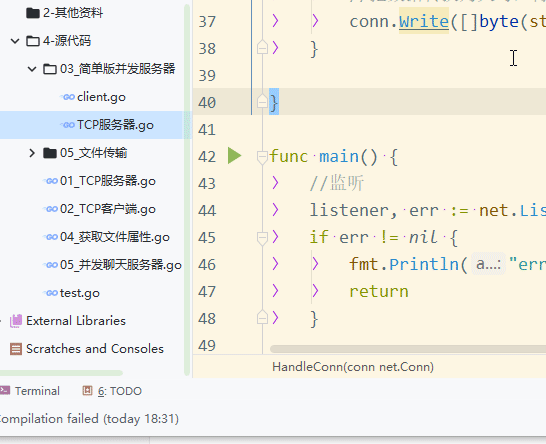 2-其他资料
4-源代码
03_简单版并发服务器
client.go
TCP服务器.go
05_文件传输
01_TCP服务器.go
02_TCP客户端.go
04_获取文件属性.go
05_并发聊天服务器.go
test.go
External Libraries
Scratches and Consoles
37 conn.Write([]byte(st
38 }
39
40 }
41
42 func main() {
43 //监听
44 listener, err := net.Lis
45 if err != nil {
46 fmt.Println( a...: "err
47 return
48 }
49
HandleConn(conn net.Conn)
Terminal 6: TODO
ompilation failed (today 18:31)